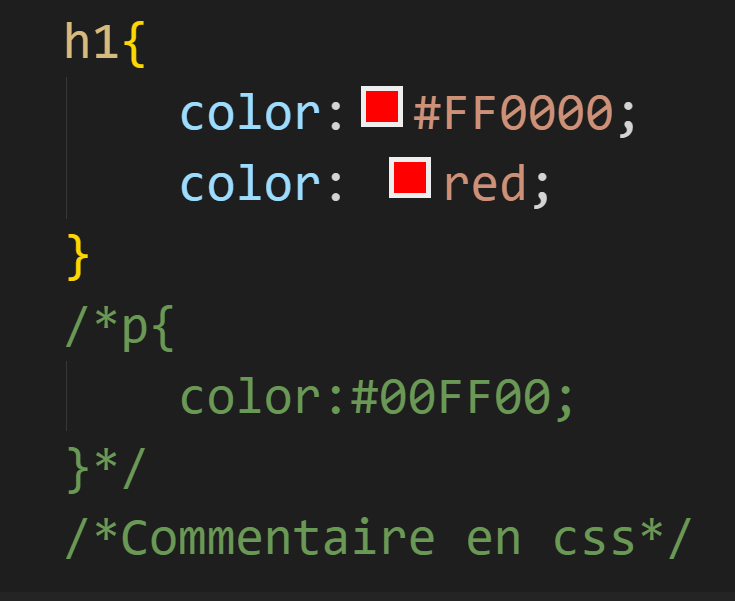 h1{
    color:#FF0000;
    color: red;
}
/*p{
    color:#00FF00;
}*/
/*Commentaire en css*/